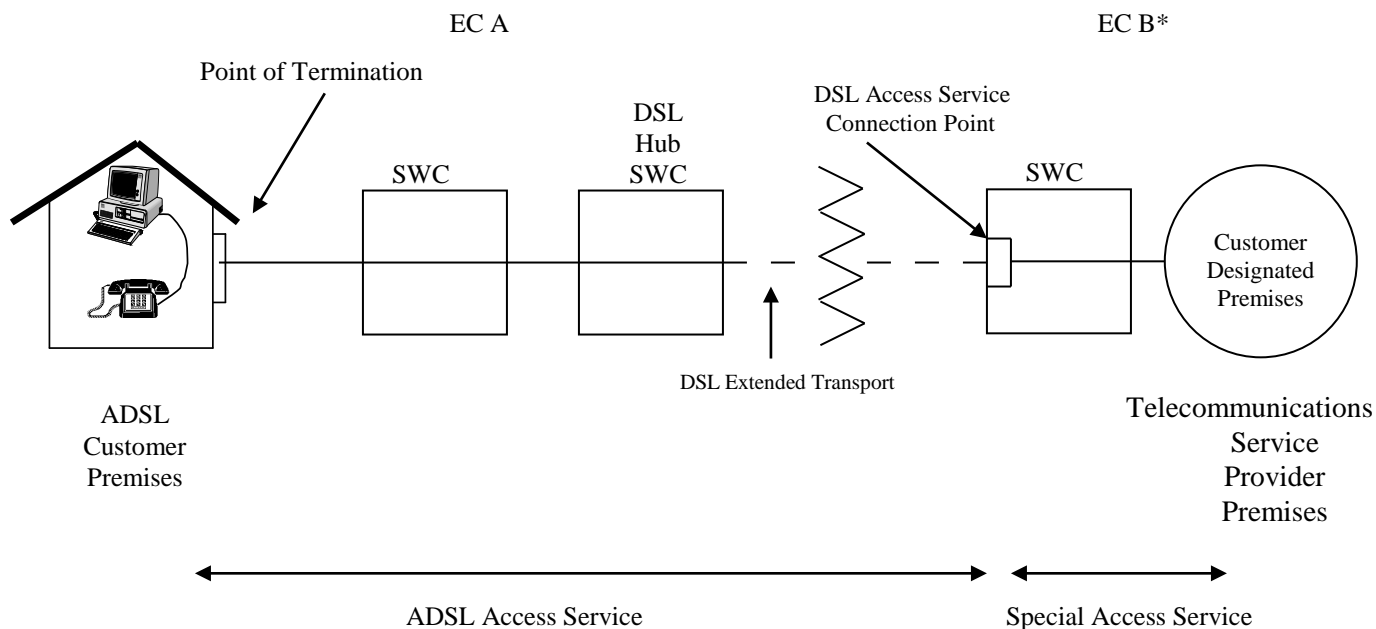 EC A
EC B*
Point of Termination
DSL Access Service
Connection Point
DSL
Hub
SWC
SWC
SWC
Customer
Designated
Premises
DSL Extended Transport
ADSL
Customer
Premises
Telecommunications
Service
Provider
Premises
ADSL Access Service
Special Access Service